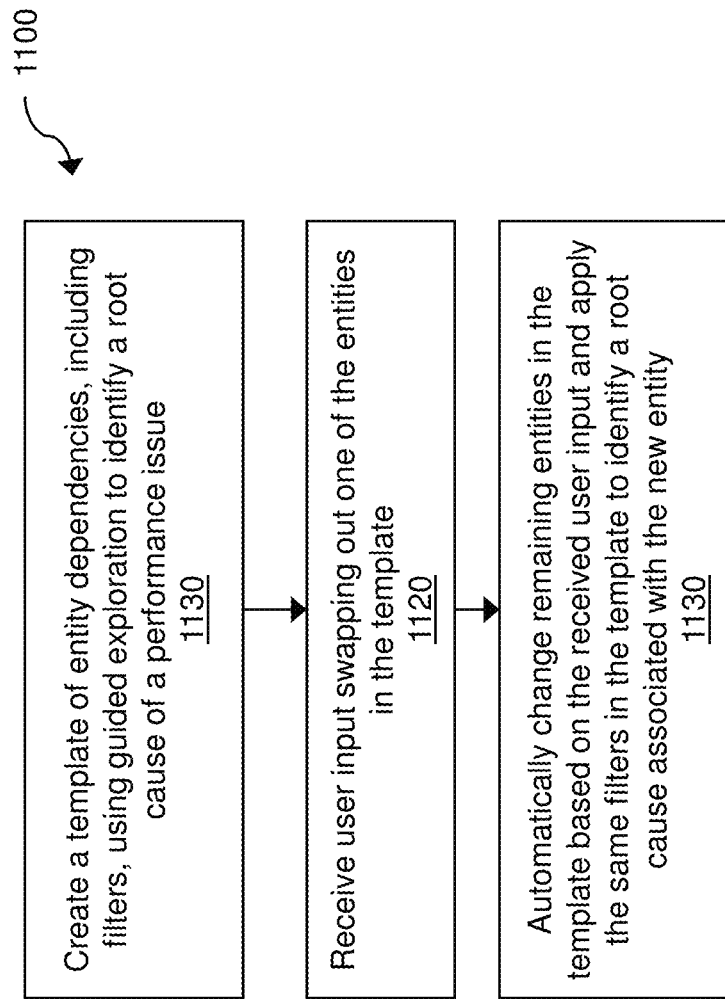 1100
Create a template of entity dependencies, including
filters, using guided exploration to identify a root
cause of a performance issue
1130
Receive user input swapping out one of the entities
in the template
1120
Automatically change remaining entities in the
template based on the received user input and apply
the same filters in the template to identify a root
cause associated with the new entity
1130